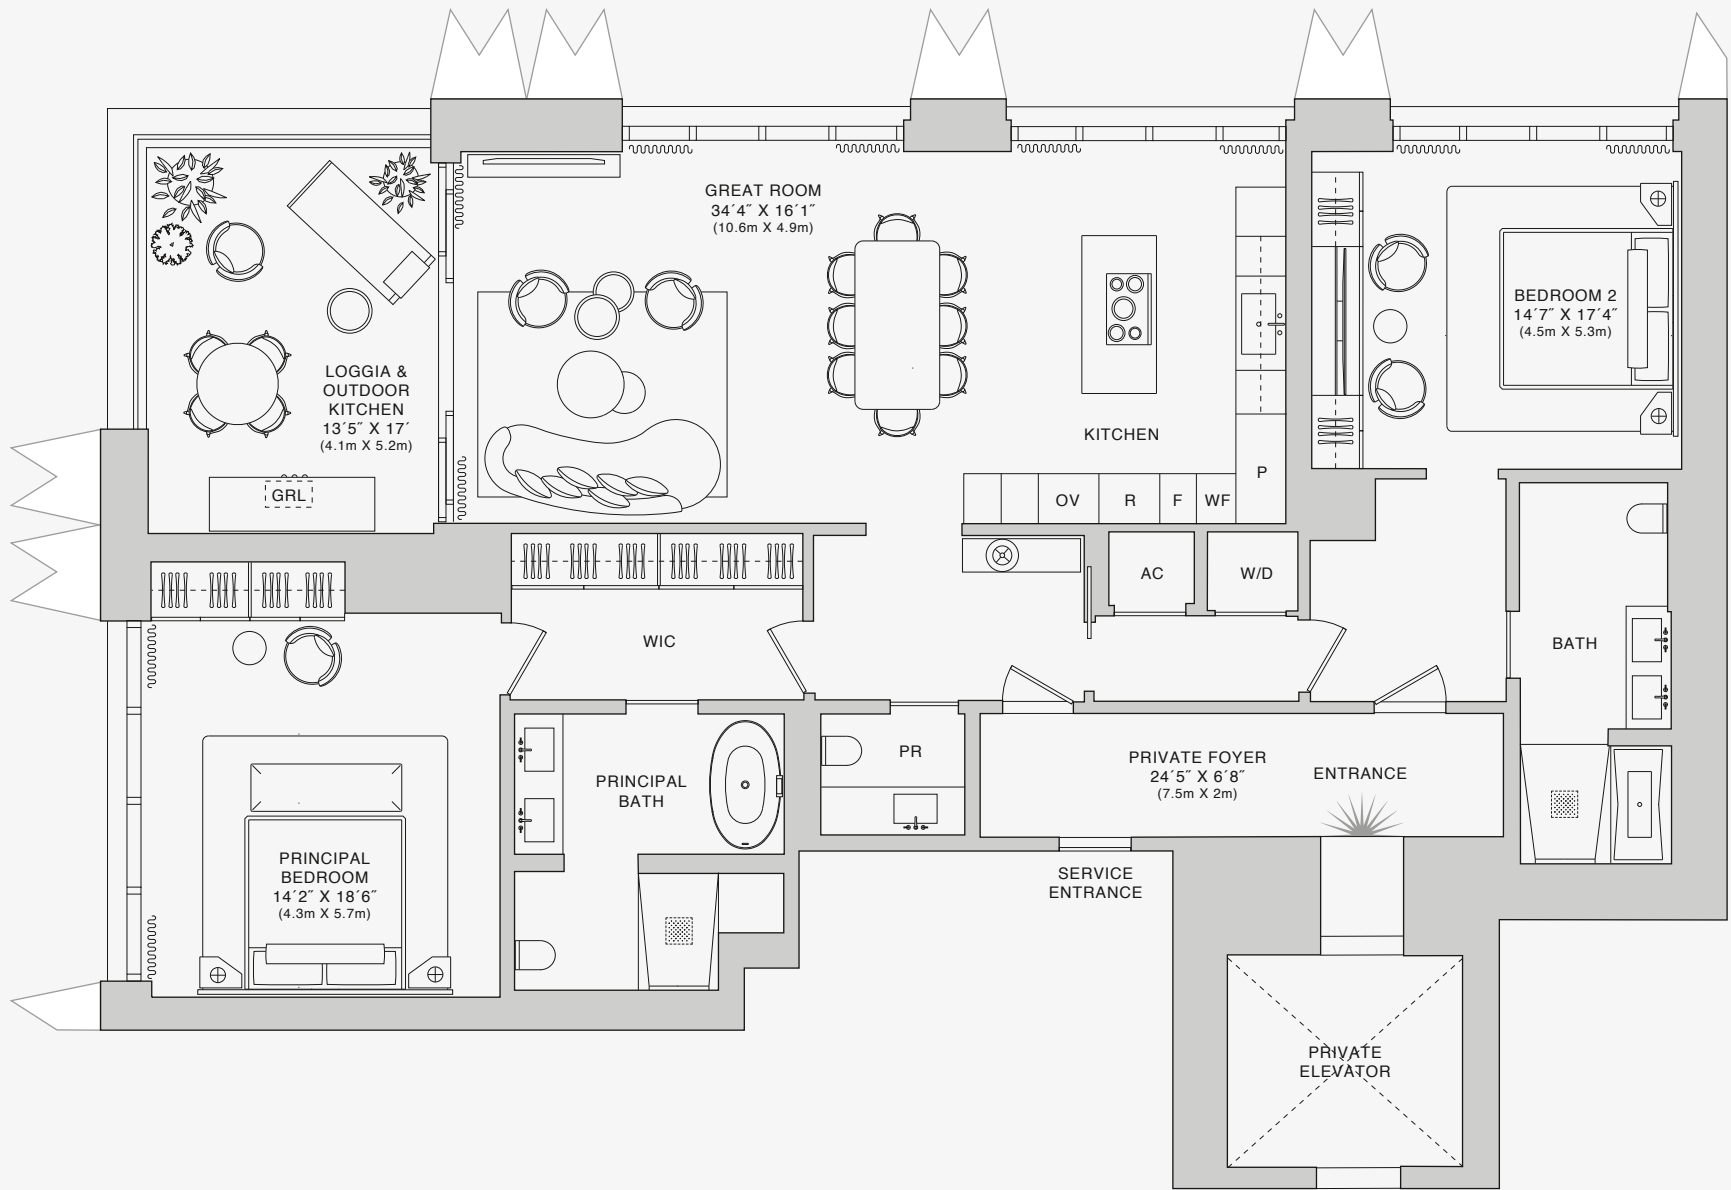 GREAT ROOM
34´4˝ X 16´1˝
(10.6m X 4.9m)
BEDROOM 2
14´7˝ X 17´4˝
(4.5m X 5.3m)
LOGGIA &
OUTDOOR
KITCHEN
13´5˝ X 17´
(4.1m X 5.2m)
KITCHEN
GRL
OV
R
F
WF
P
AC
W/D
WIC
BATH
PRINCIPAL
BATH
PR
PRIVATE FOYER
24´5˝ X 6´8˝
(7.5m X 2m)
ENTRANCE
PRINCIPAL
BEDROOM
14´2˝ X 18´6˝
(4.3m X 5.7m)
SERVICE
ENTRANCE
PRIVATE
ELEVATOR